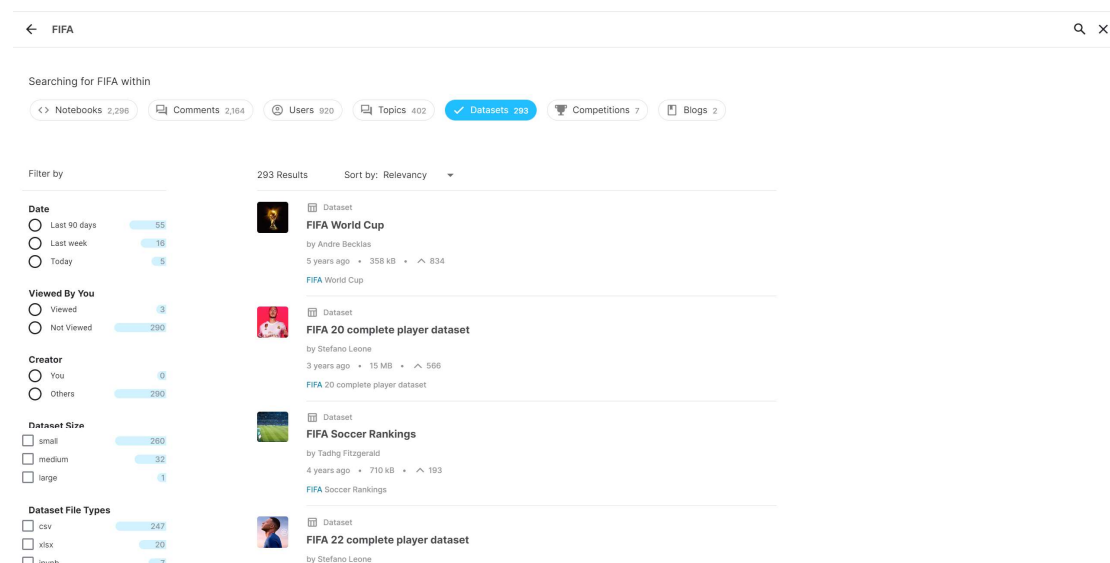 FIFA
Searching for FIFA within
Notebooks 2,296
Comments 2,164
Users 920
Topics 402
Datasets 293
Competitions 7
Blogs 2
Filter by
Date
Last 90 days 55
Last week 16
Today 5
Viewed By You
Viewed 3
Not Viewed 290
Creator
You 0
Others 290
Dataset Size
small 260
medium 32
large 1
Dataset File Types
csv 247
xlsx 20
ipynb 7
293 Results Sort by: Relevancy
Dataset
FIFA World Cup
by Andre Becklas
5 years ago • 358 kB • 834
FIFA World Cup
Dataset
FIFA 20 complete player dataset
by Stefano Leone
3 years ago • 15 MB • 566
FIFA 20 complete player dataset
Dataset
FIFA Soccer Rankings
by Tadhg Fitzgerald
4 years ago • 710 kB • 193
FIFA Soccer Rankings
Dataset
FIFA 22 complete player dataset
by Stefano Leone